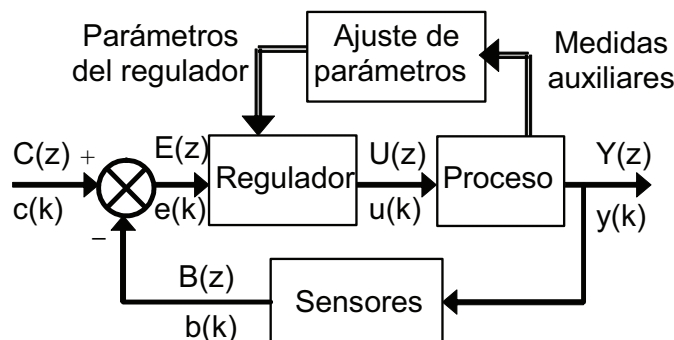 Parámetros
del regulador
Ajuste de
parámetros
Medidas
auxiliares
C(z)
+
c(k)
−
E(z)
e(k)
Regulador
U(z)
u(k)
Proceso
Y(z)
y(k)
B(z)
b(k)
Sensores